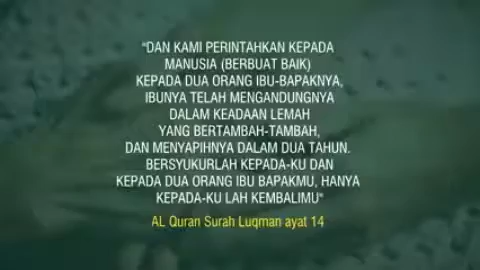 "DAN KAMI PERINTAHKAN KEPADA
MANUSIA (BERBUAT BAIK)
KEPADA DUA ORANG IBU-BAPAKNYA,
IBUNYA TELAH MENGANDUNGNYA
DALAM KEADAAN LEMAH
YANG BERTAMBAH-TAMBAH,
DAN MENYAPIHNYA DALAM DUA TAHUN.
BERSYUKURLAH KEPADA-KU DAN
KEPADA DUA ORANG IBU BAPAKMU, HANYA
KEPADA-KU LAH KEMBALIMU"
AL Quran Surah Luqman ayat 14